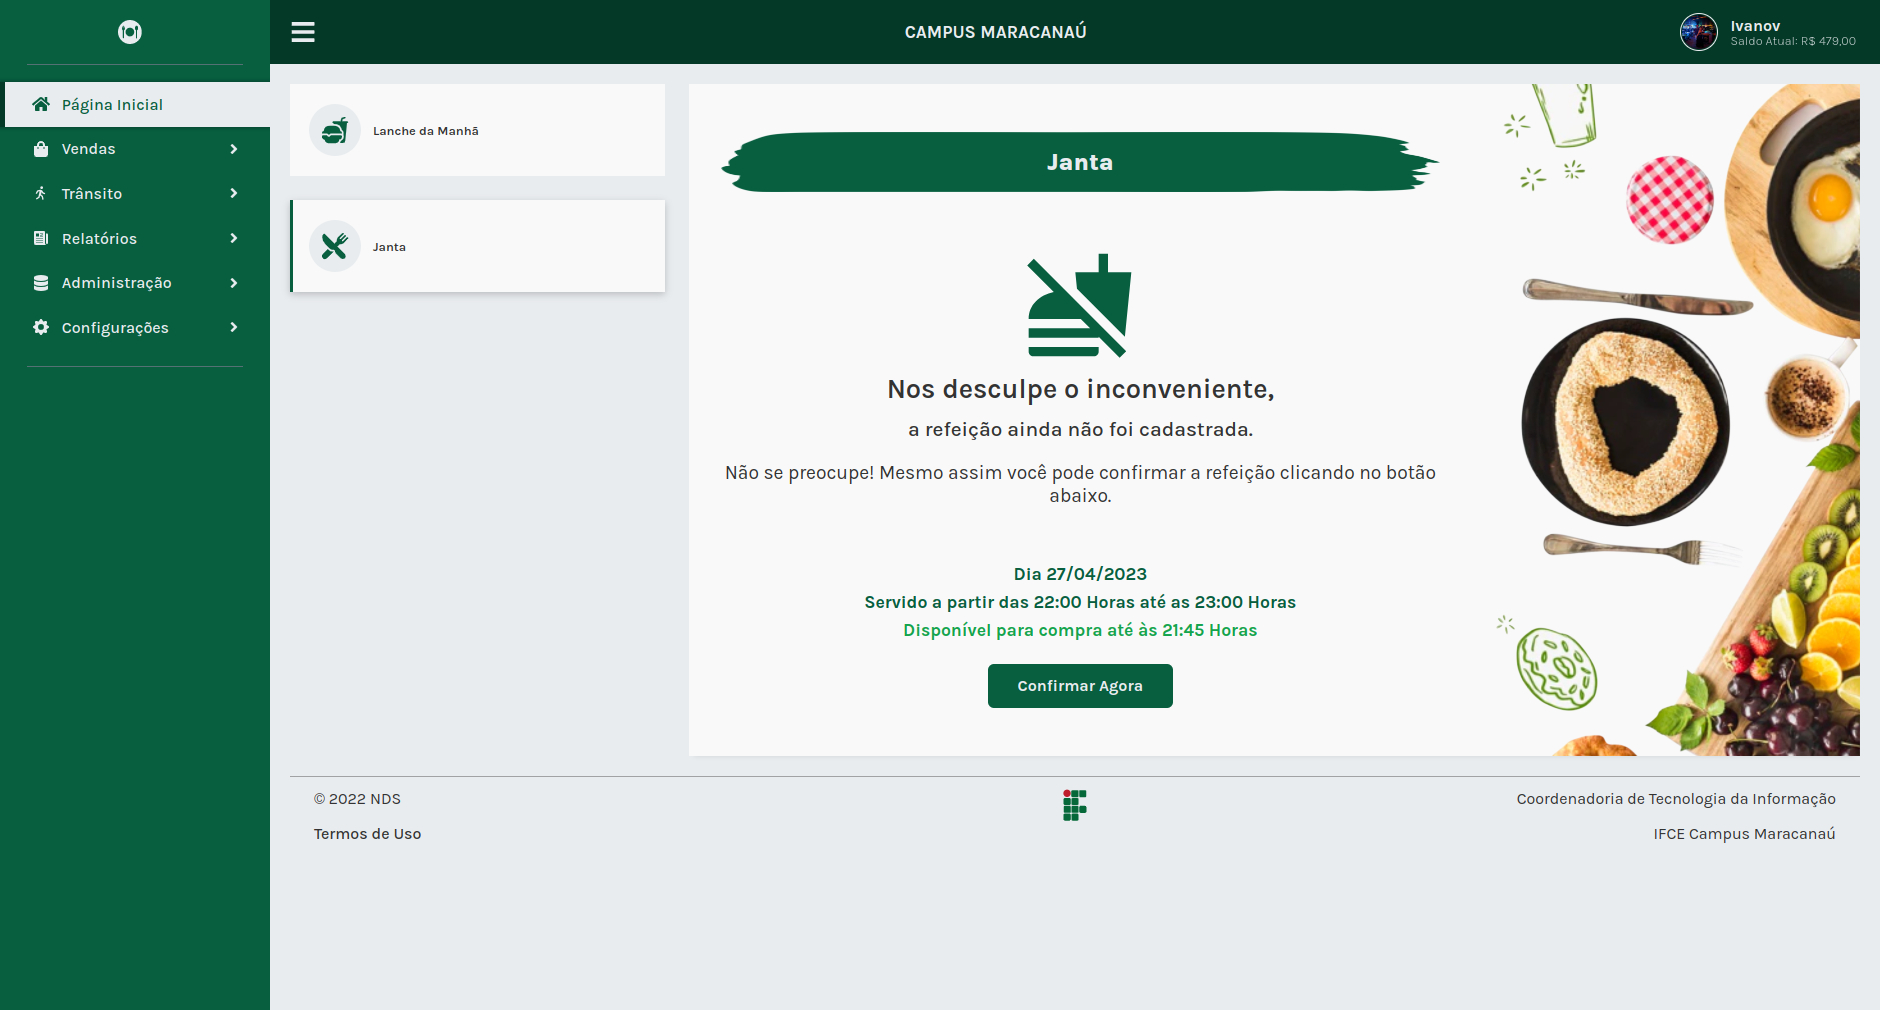 CAMPUS MARACANAÚ
Ivanov
Saldo Atual: R$ 479,00
Página Inicial
Vendas
Trânsito
Relatórios
Administração
Configurações
Lanche da Manhã
Janta
Janta
Nos desculpe o inconveniente,
a refeição ainda não foi cadastrada.
Não se preocupe! Mesmo assim você pode confirmar a refeição clicando no botão
abaixo.
Dia 27/04/2023
Servido a partir das 22:00 Horas até as 23:00 Horas
Disponível para compra até às 21:45 Horas
Confirmar Agora
© 2022 NDS
Termos de Uso
Coordenadoria de Tecnologia da Informação
IFCE Campus Maracanaú